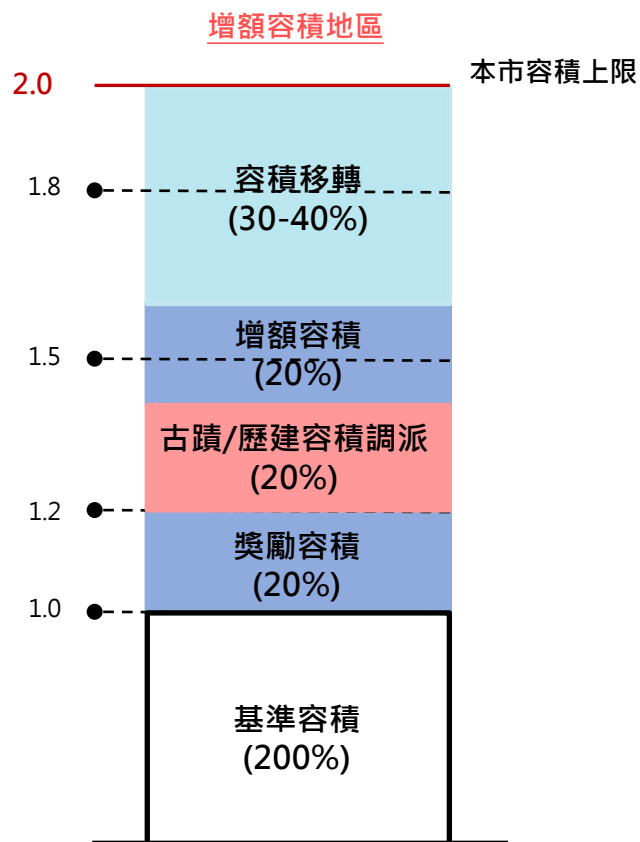 增額容積地區
2.0
本市容積上限
1.8
容積移轉
(30-40%)
1.5
增額容積
(20%)
古蹟/歷建容積調派
(20%)
1.2
獎勵容積
(20%)
1.0
基準容積
(200%)